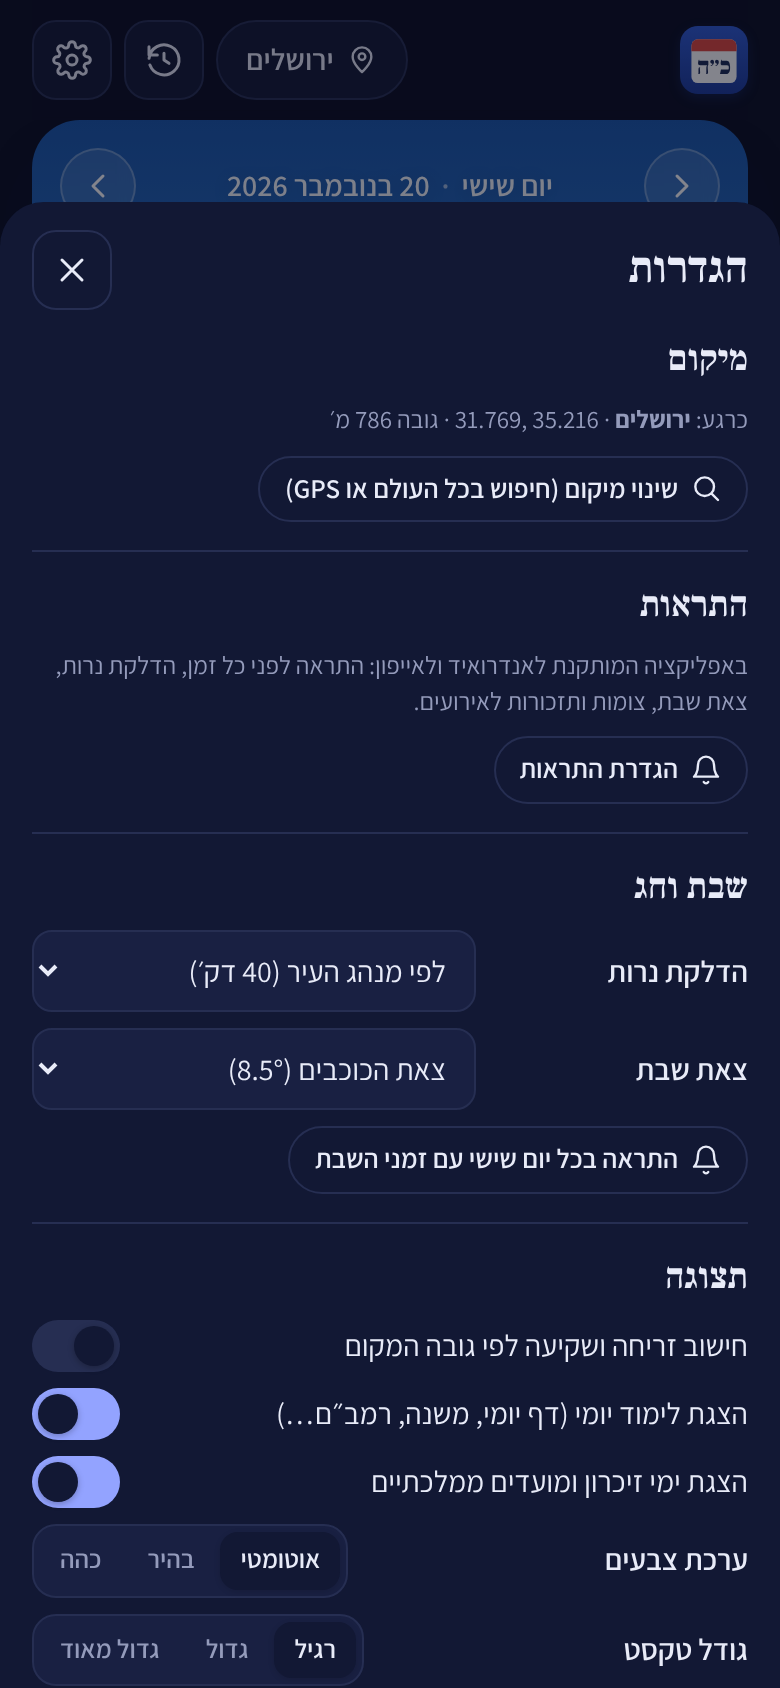 כ״ה
ירושלים
יום שישי · 20 בנובמבר 2026
הגדרות
מיקום
כרגע: ירושלים · 31.769, 35.216 · גובה 786 מ׳
שינוי מיקום (חיפוש בכל העולם או GPS)
התראות
באפליקציה המותקנת לאנדרואיד ולאייפון: התראה לפני כל זמן, הדלקת נרות,
צאת שבת, צומות ותזכורות לאירועים.
הגדרת התראות
שבת וחג
הדלקת נרות
לפי מנהג העיר (40 דק׳)
צאת שבת
צאת הכוכבים (8.5°)
התראה בכל יום שישי עם זמני השבת
תצוגה
חישוב זריחה ושקיעה לפי גובה המקום
הצגת לימוד יומי (דף יומי, משנה, רמב״ם…)
הצגת ימי זיכרון ומועדים ממלכתיים
ערכת צבעים
אוטומטי בהיר כהה
גודל טקסט
רגיל גדול גדול מאוד